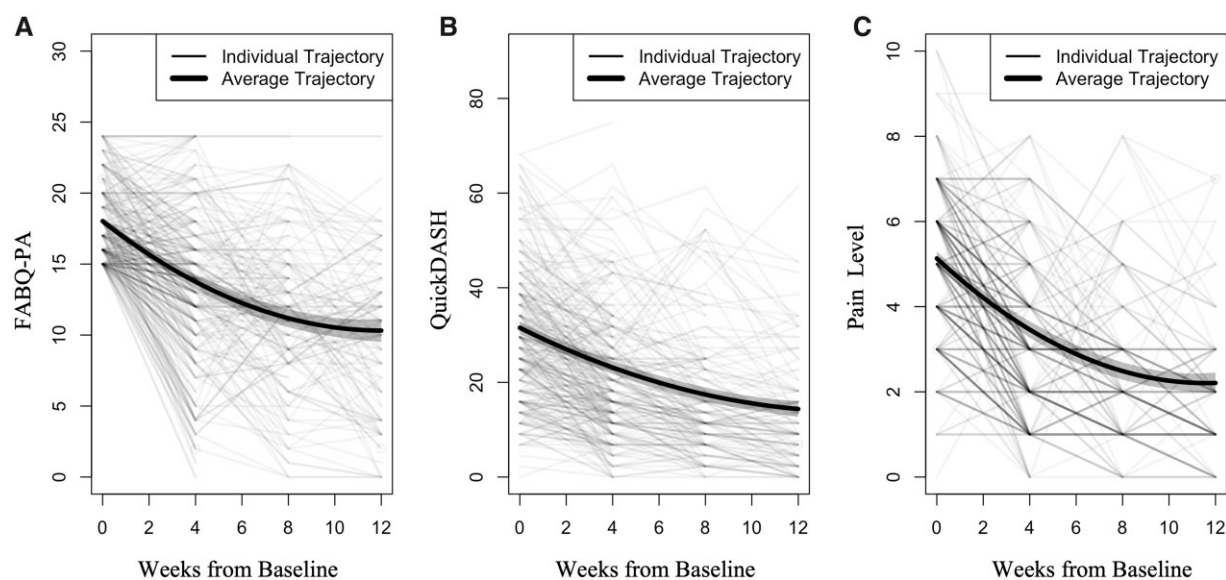 A
FABQ-PA
30
25
20
15
10
5
0
Individual Trajectory
Average Trajectory
0 2 4 6 8 10 12
Weeks from Baseline
B
QuickDASH
80
60
40
20
0
Individual Trajectory
Average Trajectory
0 2 4 6 8 10 12
Weeks from Baseline
C
Pain Level
10
8
6
4
2
0
Individual Trajectory
Average Trajectory
0 2 4 6 8 10 12
Weeks from Baseline